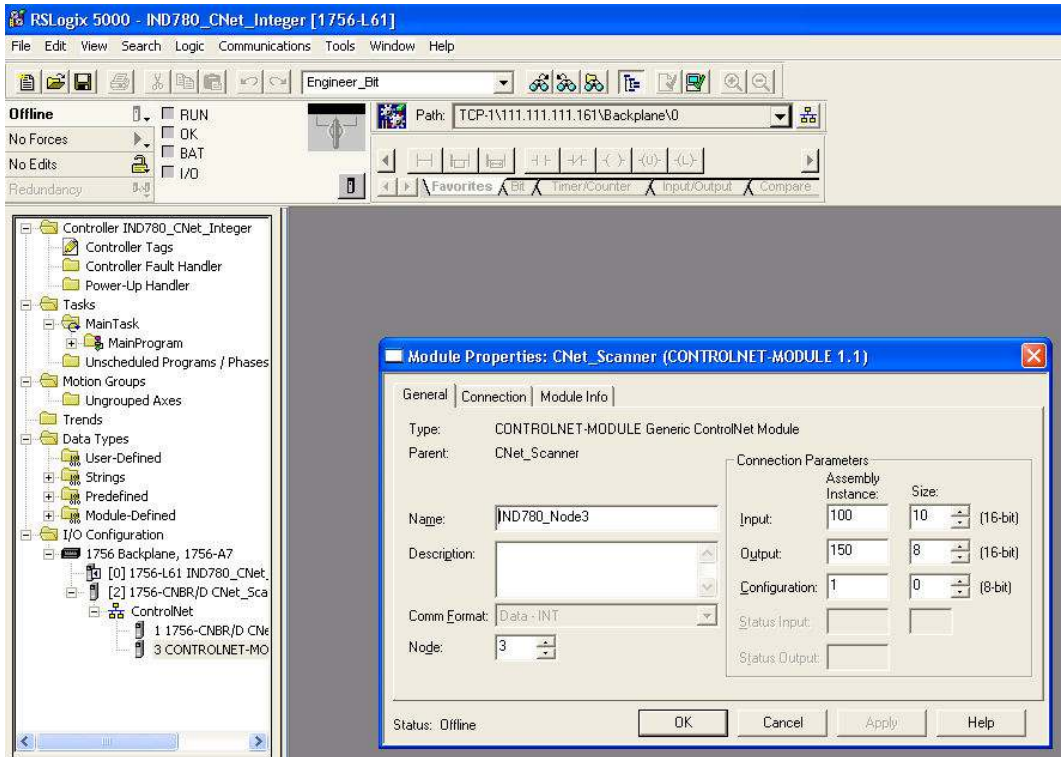 RSLogix 5000 - IND780_CNet_Integer [1756-L61]
File Edit View Search Logic Communications Tools Window Help
Engineer_Bit
Offline
RUN
No Forces
OK
No Edits
BAT
Redundancy
I/O
Path: TCP-1\111.111.111.161\Backplane\0
Favorites Bit Timer/Counter Input/Output Compare
Controller IND780_CNet_Integer
Controller Tags
Controller Fault Handler
Power-Up Handler
Tasks
MainTask
MainProgram
Unscheduled Programs / Phases
Motion Groups
Ungrouped Axes
Trends
Data Types
User-Defined
Strings
Predefined
Module-Defined
I/O Configuration
1756 Backplane, 1756-A7
[0] 1756-L61 IND780_CNet_
[2] 1756-CNBR/D CNet_Sca
ControlNet
1 1756-CNBR/D CNe
3 CONTROLNET-MO
Module Properties: CNet_Scanner (CONTROLNET-MODULE 1.1)
General Connection Module Info
Type: CONTROLNET-MODULE Generic ControlNet Module
Parent: CNet_Scanner
Connection Parameters
Assembly Instance: Size:
Name: IND780_Node3
Input: 100 10 (16-bit)
Description:
Output: 150 8 (16-bit)
Configuration: 1 0 (8-bit)
Comm Format: Data - INT
Status Input:
Node: 3
Status Output:
Status: Offline
OK Cancel Apply Help